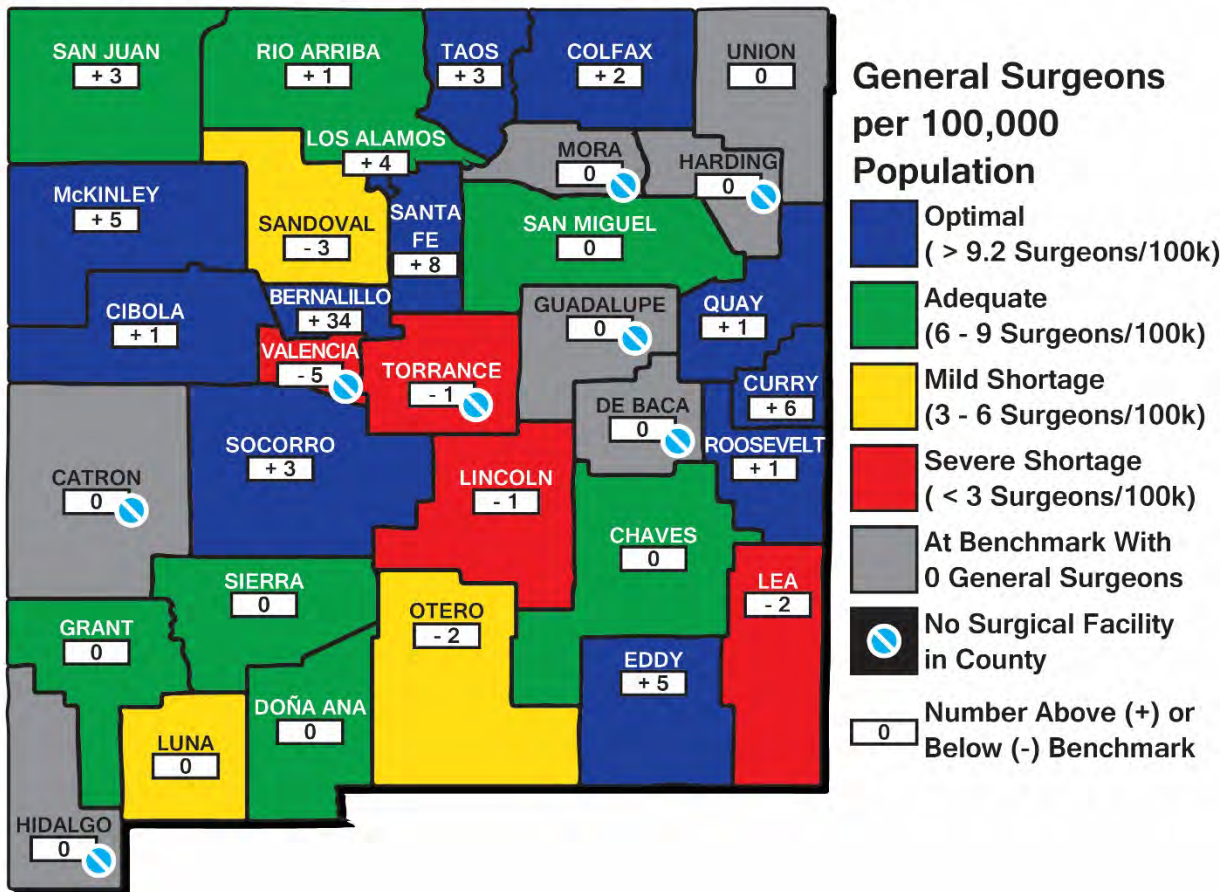 SAN JUAN
+ 3
RIO ARRIBA
+ 1
TAOS
+ 3
COLFAX
+ 2
UNION
0
LOS ALAMOS
+ 4
MORA
0
HARDING
0
McKINLEY
+ 5
SANDOVAL
- 3
SANTA
FE
+ 8
SAN MIGUEL
0
CIBOLA
+ 1
BERNALILLO
+ 34
GUADALUPE
0
QUAY
+ 1
VALENCIA
- 5
TORRANCE
- 1
DE BACA
0
CURRY
+ 6
CATRON
0
SOCORRO
+ 3
LINCOLN
- 1
ROOSEVELT
+ 1
CHAVES
0
SIERRA
0
OTERO
- 2
LEA
- 2
GRANT
0
EDDY
+ 5
LUNA
0
DOÑA ANA
0
HIDALGO
0
General Surgeons
per 100,000
Population
Optimal
( > 9.2 Surgeons/100k)
Adequate
(6 - 9 Surgeons/100k)
Mild Shortage
(3 - 6 Surgeons/100k)
Severe Shortage
( < 3 Surgeons/100k)
At Benchmark With
0 General Surgeons
No Surgical Facility
in County
0
Number Above (+) or
Below (-) Benchmark